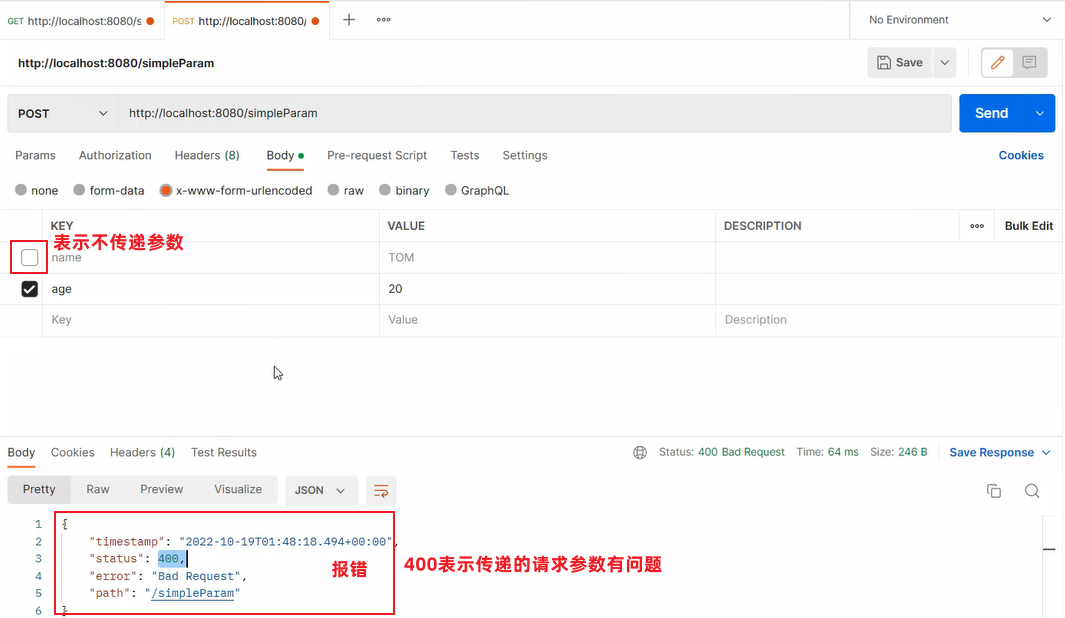 GET http://localhost:8080/s POST http://localhost:8080/ No Environment
http://localhost:8080/simpleParam Save
POST http://localhost:8080/simpleParam Send
Params Authorization Headers (8) Body Pre-request Script Tests Settings Cookies
none form-data x-www-form-urlencoded raw binary GraphQL
KEY VALUE DESCRIPTION Bulk Edit
表示不传递参数
name TOM
age 20
Key Value Description
Body Cookies Headers (4) Test Results Status: 400 Bad Request Time: 64 ms Size: 246 B Save Response
Pretty Raw Preview Visualize JSON
1 {
2 "timestamp": "2022-10-19T01:48:18.494+00:00",
3 "status": 400,
报错 400表示传递的请求参数有问题
4 "error": "Bad Request",
5 "path": "/simpleParam"
6 }